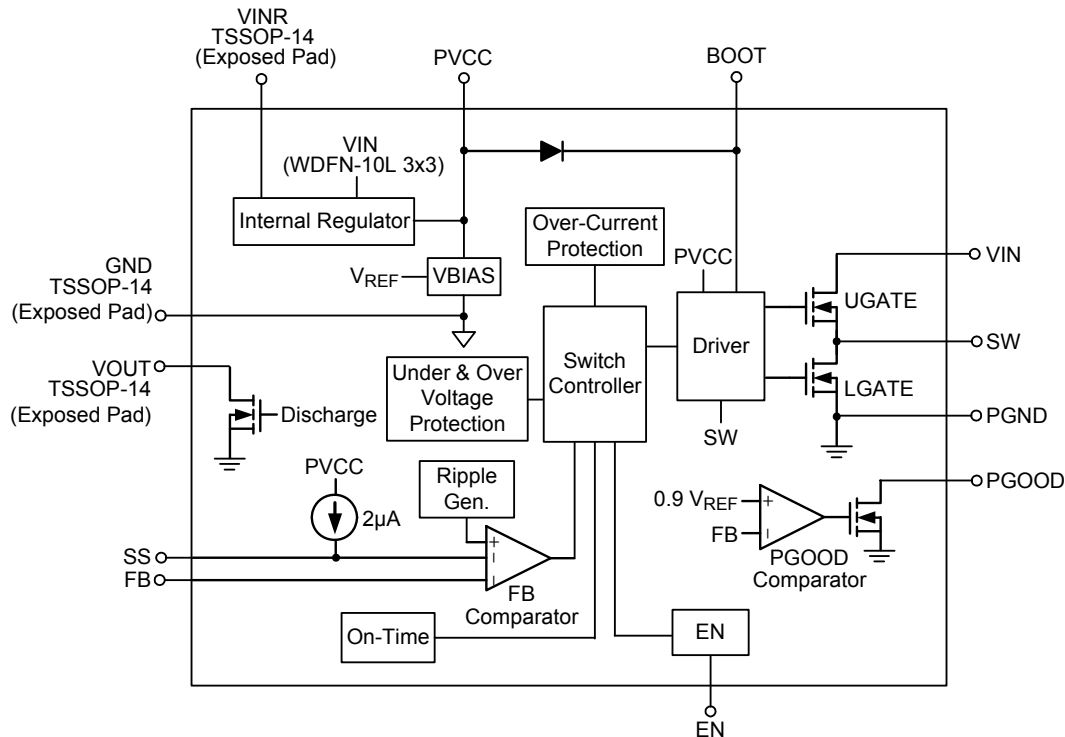 VINR
TSSOP-14
(Exposed Pad)
PVCC
BOOT
VIN
(WDFN-10L 3x3)
Internal Regulator
Over-Current
Protection
PVCC
VIN
GND
TSSOP-14
(Exposed Pad)
VREF
VBIAS
UGATE
Driver
SW
VOUT
TSSOP-14
(Exposed Pad)
Discharge
Under & Over
Voltage
Protection
Switch
Controller
LGATE
SW
PGND
PVCC
2µA
Ripple
Gen.
0.9 VREF
+
FB
-
PGOOD
PGOOD
Comparator
SS
FB
+
-
-
FB
Comparator
On-Time
EN
EN